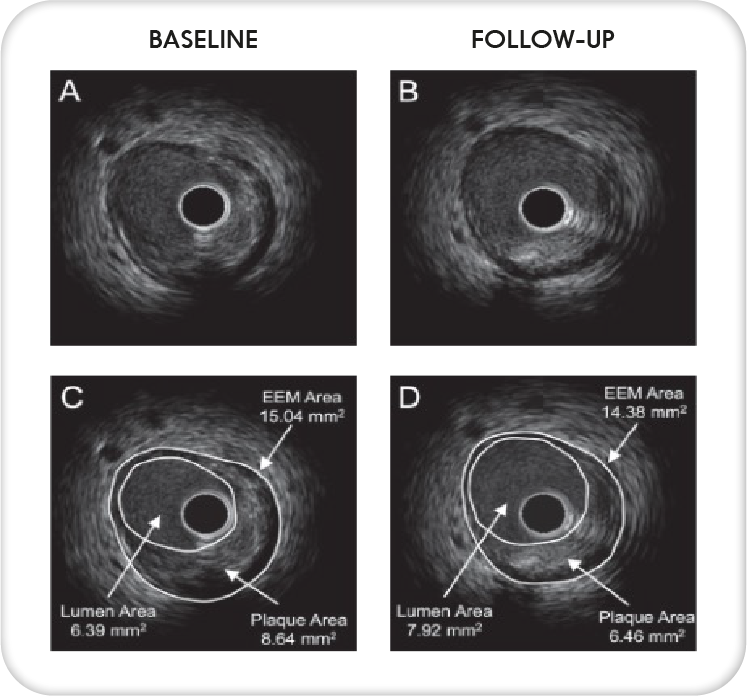 BASELINE
FOLLOW-UP
A
B
C
EEM Area
15.04 mm²
Lumen Area
6.39 mm²
Plaque Area
8.64 mm²
D
EEM Area
14.38 mm²
Lumen Area
7.92 mm²
Plaque Area
6.46 mm²